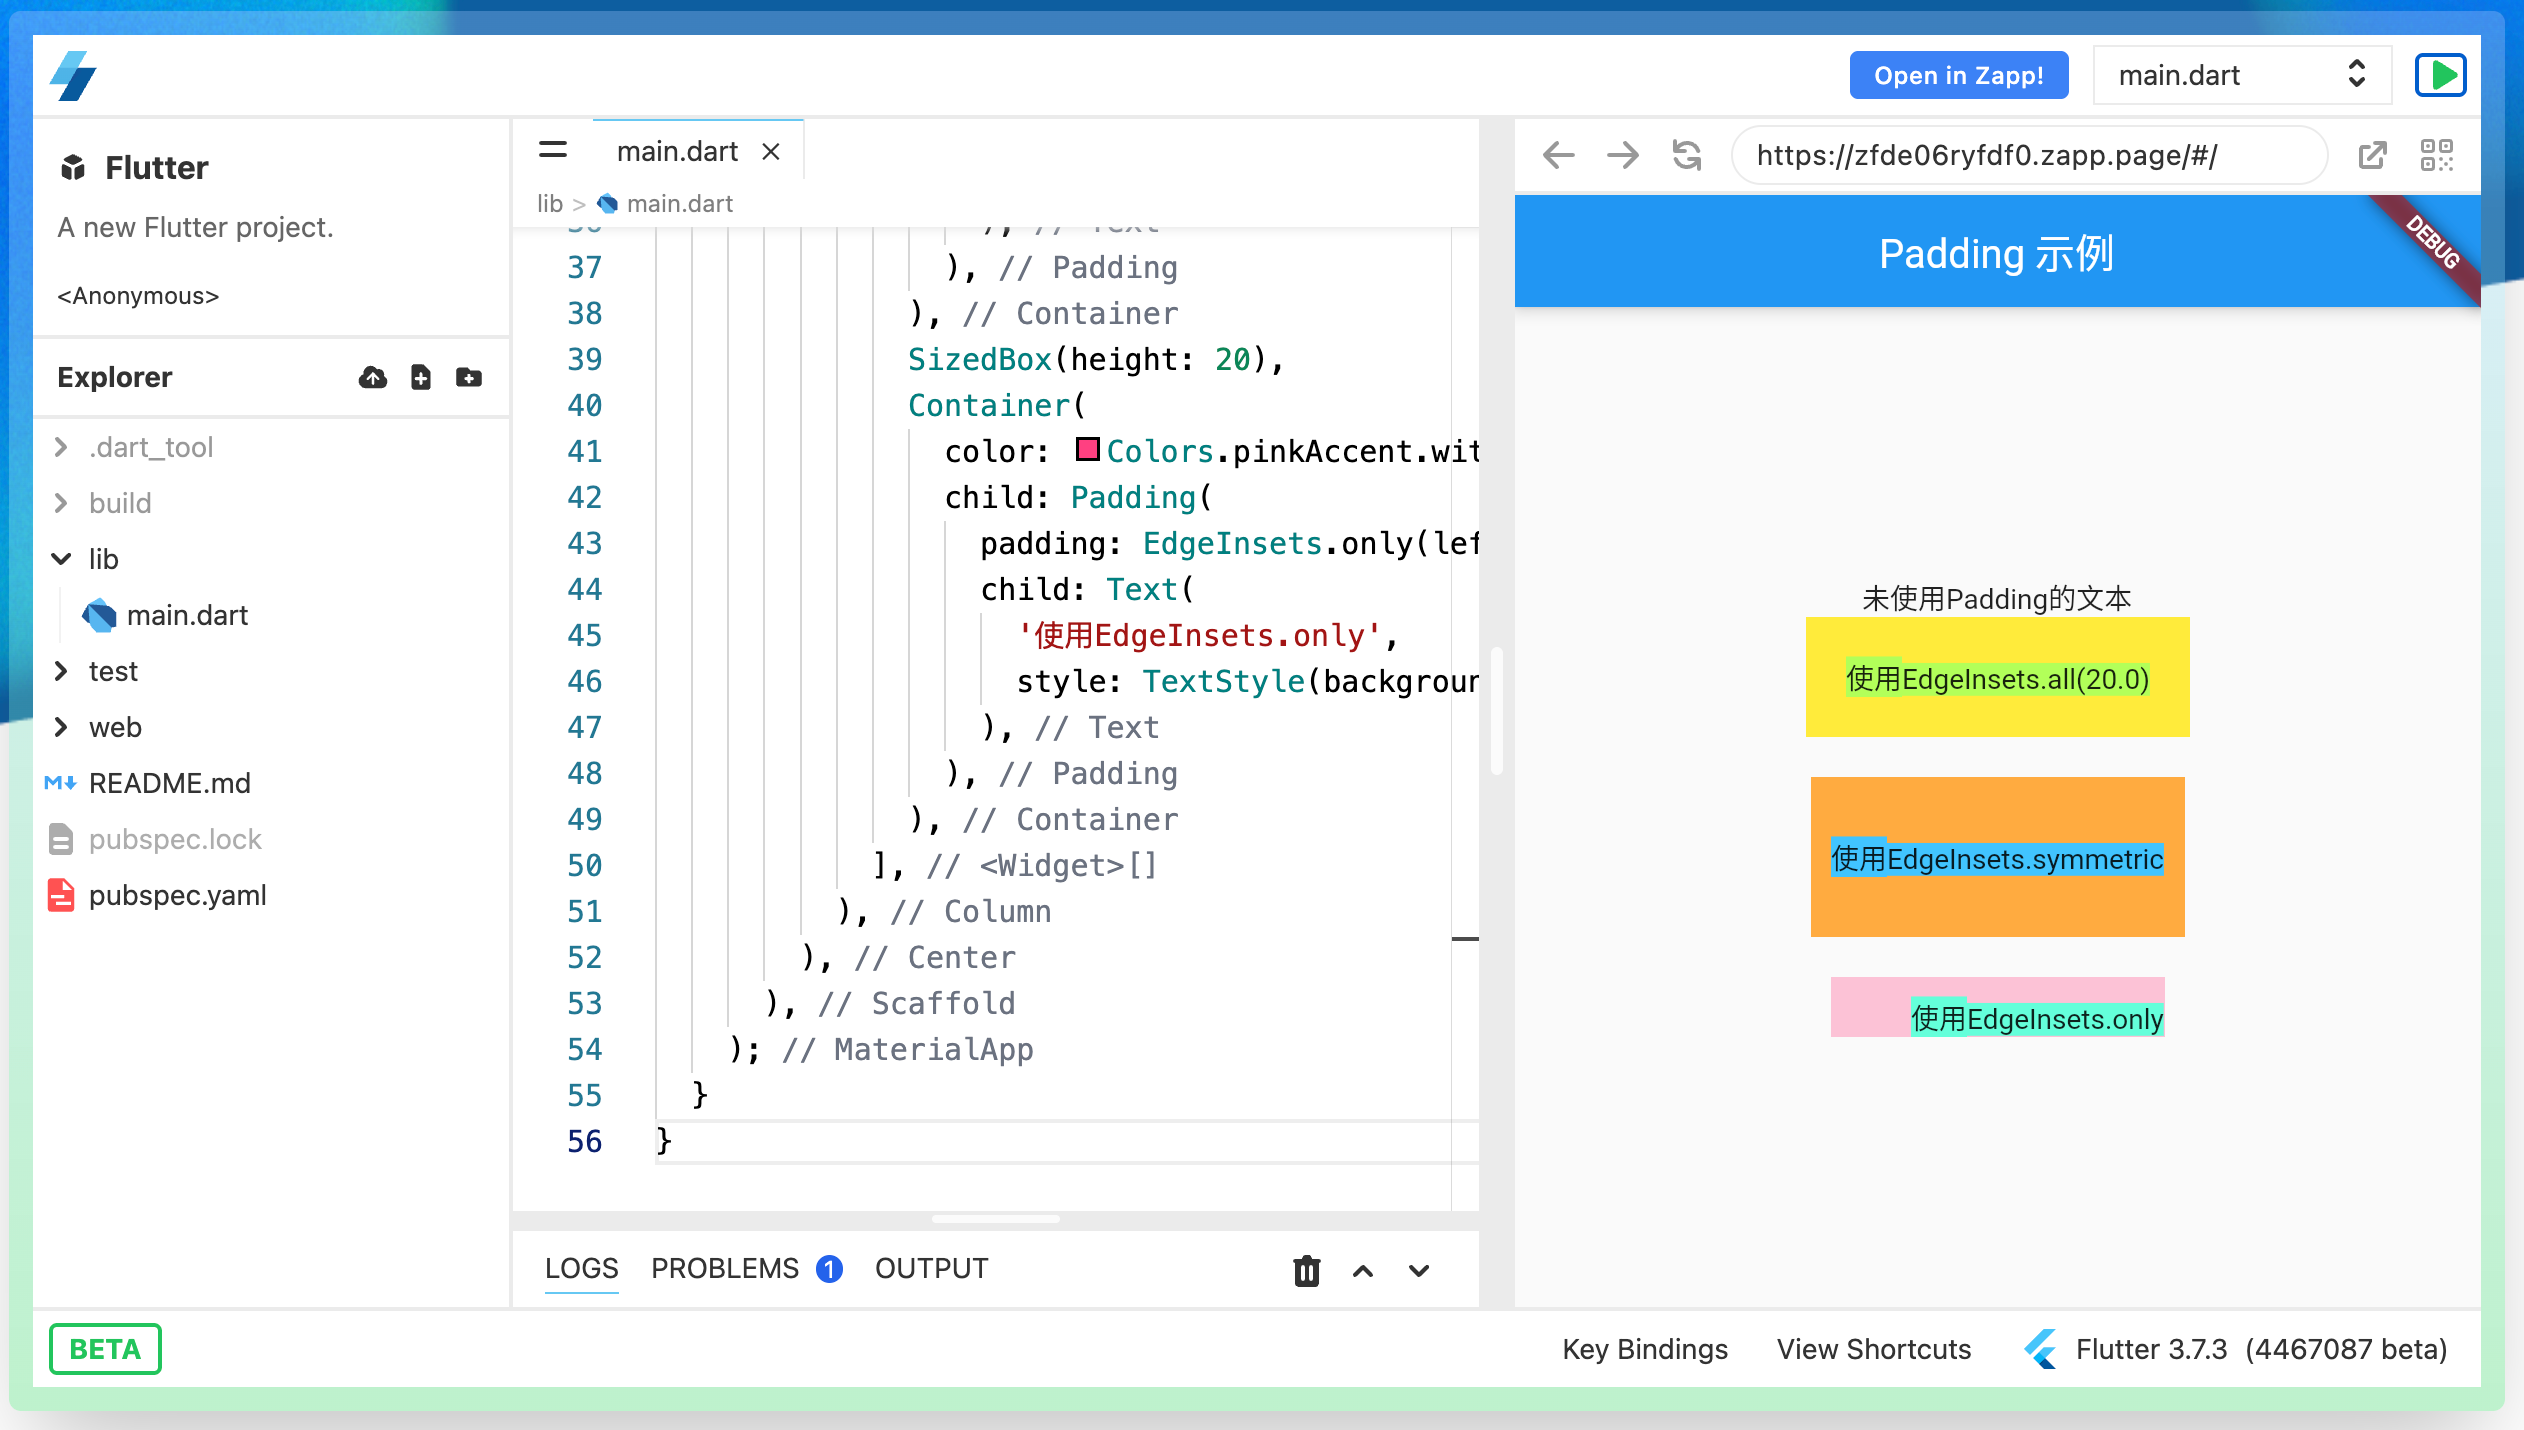 Open in Zapp!
main.dart
Flutter
A new Flutter project.
<Anonymous>
Explorer
.dart_tool
build
lib
main.dart
test
web
README.md
pubspec.lock
pubspec.yaml
main.dart
lib > main.dart
36 ), // Text
37 ), // Padding
38 ), // Container
39 SizedBox(height: 20),
40 Container(
41 color: Colors.pinkAccent.wit
42 child: Padding(
43 padding: EdgeInsets.only(lef
44 child: Text(
45 '使用EdgeInsets.only',
46 style: TextStyle(backgroun
47 ), // Text
48 ), // Padding
49 ), // Container
50 ], // <Widget>[]
51 ), // Column
52 ), // Center
53 ), // Scaffold
54 ); // MaterialApp
55 }
56 }
LOGS PROBLEMS 1 OUTPUT
https://zfde06ryfdf0.zapp.page/#/
Padding 示例
DEBUG
未使用Padding的文本
使用EdgeInsets.all(20.0)
使用EdgeInsets.symmetric
使用EdgeInsets.only
BETA
Key Bindings View Shortcuts Flutter 3.7.3 (4467087 beta)